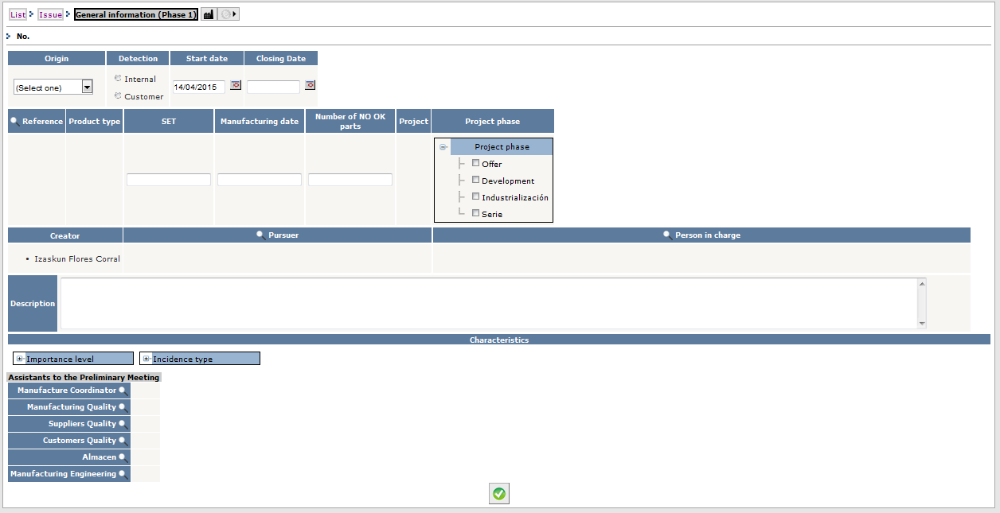 List Issue General information (Phase 1)
No.
Origin Detection Start date Closing Date
(Select one) Internal 14/04/2015
Customer
Reference Product type SET Manufacturing date Number of NO OK Project Project phase
parts
Project phase
Offer
Development
Industrialización
Serie
Creator Pursuer Person in charge
• Izaskun Flores Corral
Description
Characteristics
Importance level Incidence type
Assistants to the Preliminary Meeting
Manufacture Coordinator
Manufacturing Quality
Suppliers Quality
Customers Quality
Almacen
Manufacturing Engineering